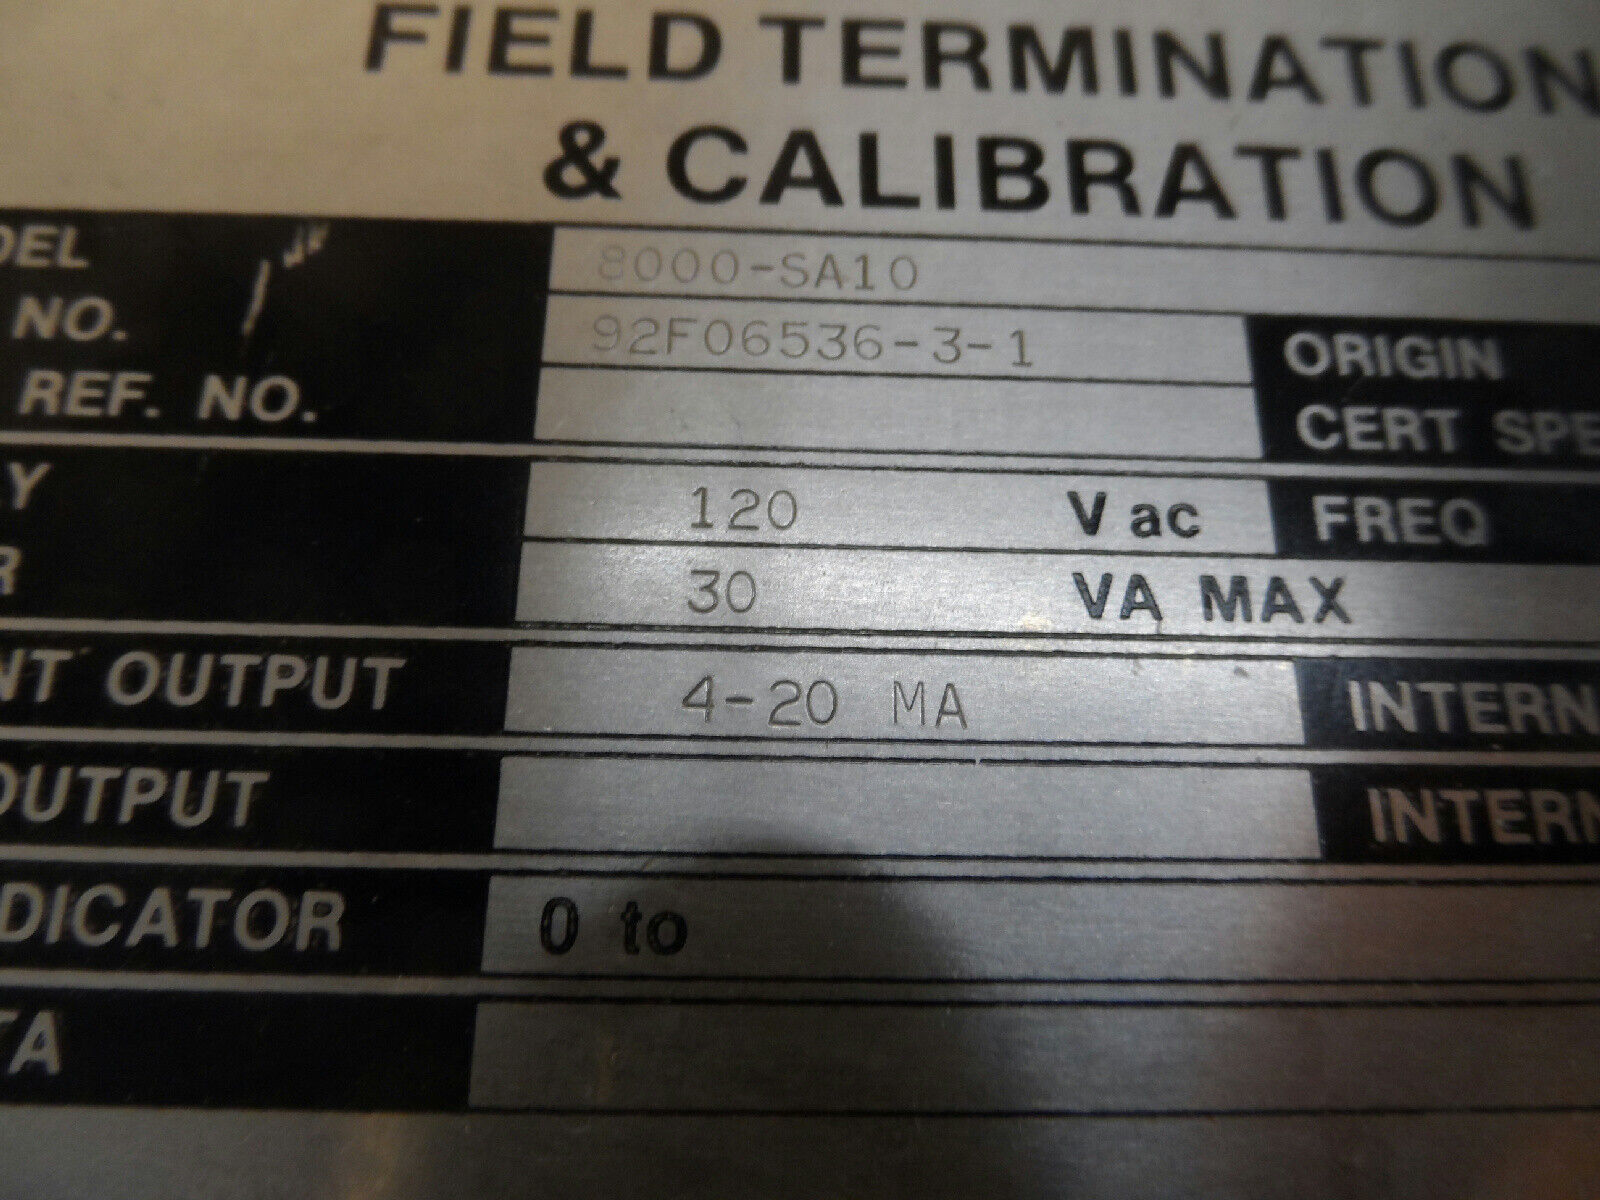 FIELD TERMINATION
& CALIBRATION
DEL 8000-SA10
NO. 92F06536-3-1 ORIGIN
REF. NO. CERT SPE
LY 120 V ac FREQ
R 30 VA MAX
NT OUTPUT 4-20 MA INTERN
OUTPUT INTERN
DICATOR 0 to
TA